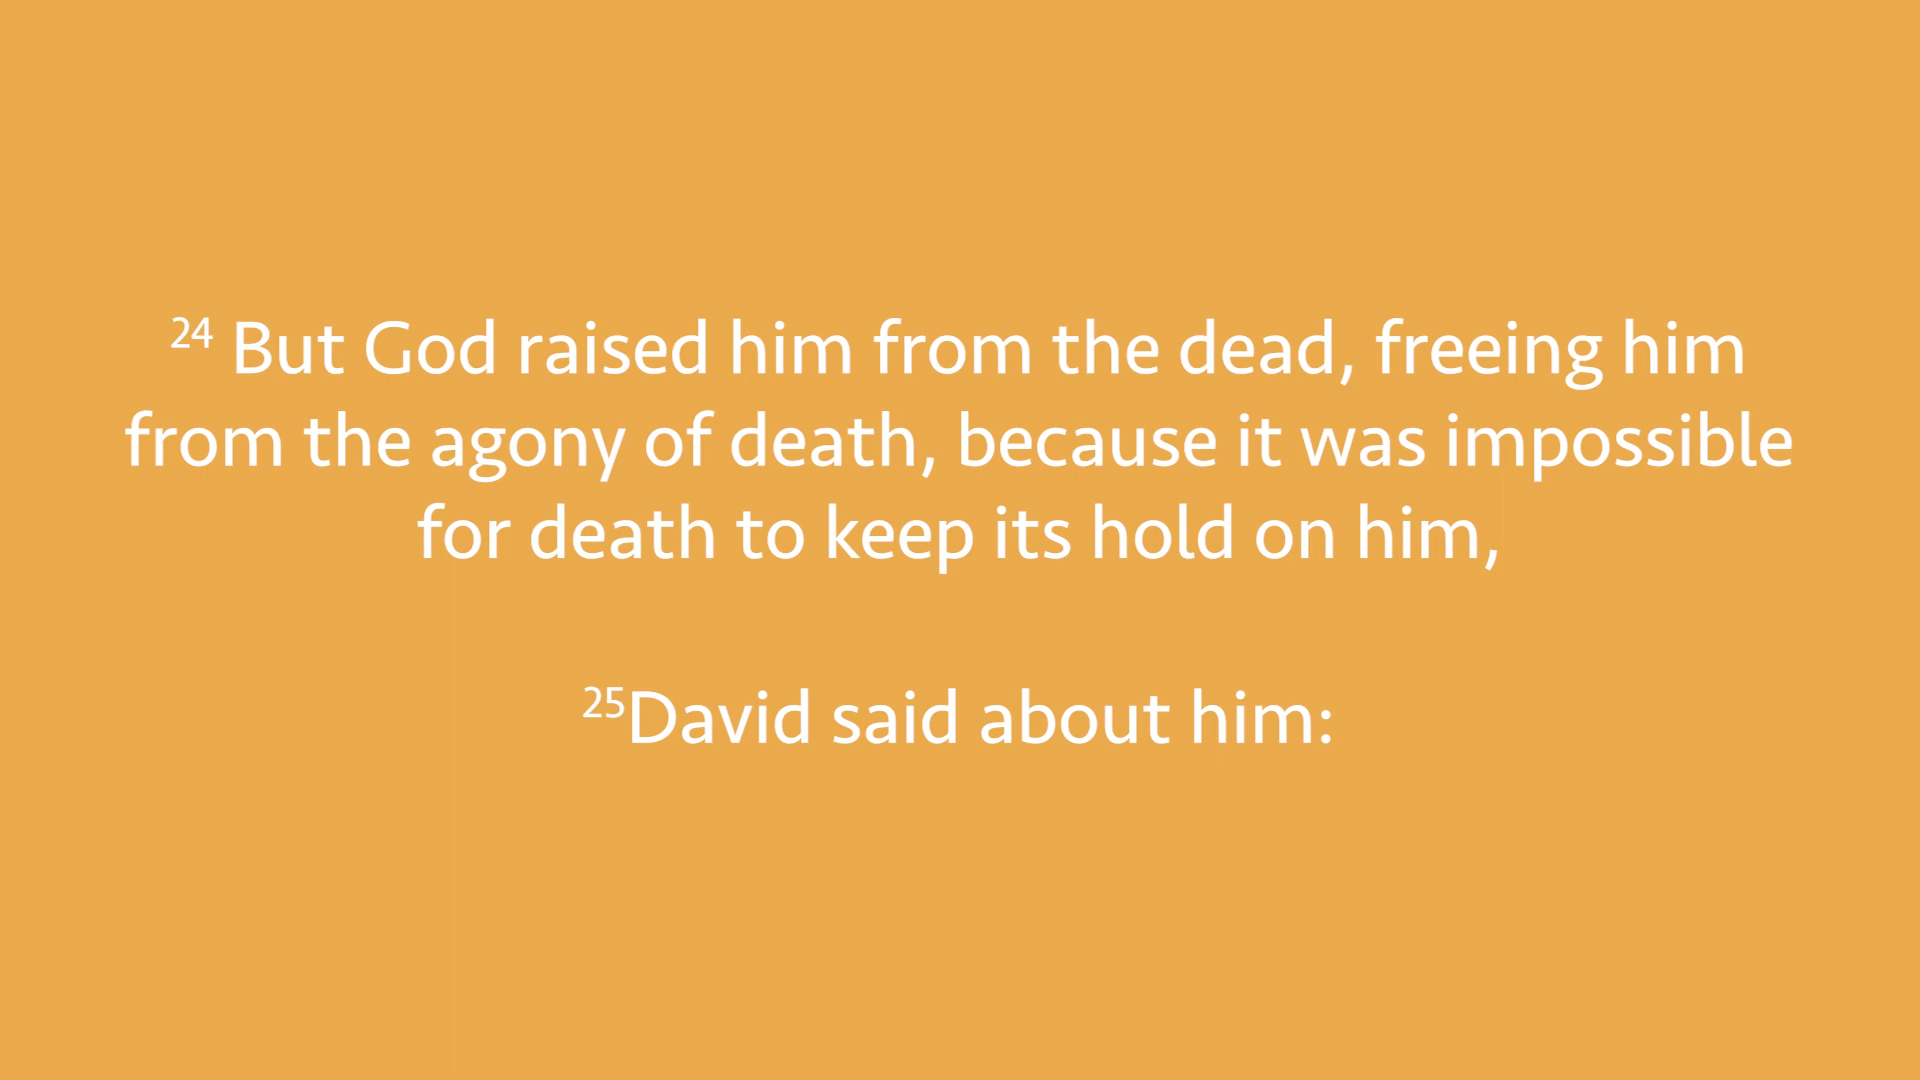 24 But God raised him from the dead, freeing him
from the agony of death, because it was impossible
for death to keep its hold on him,
25David said about him: